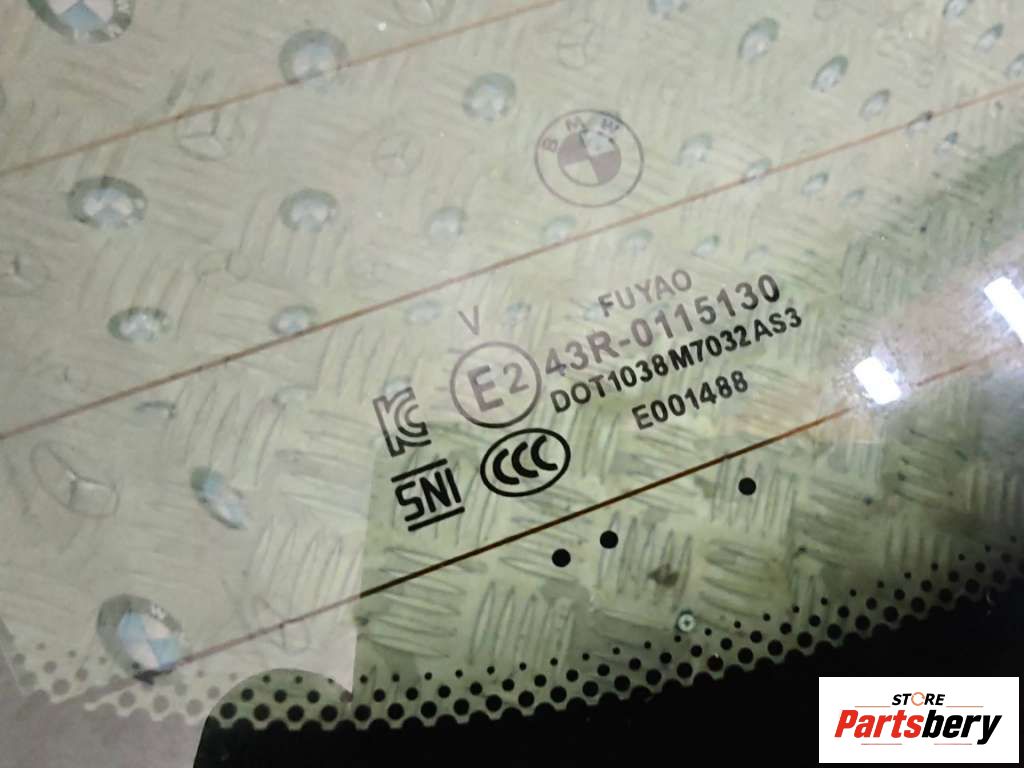 BMW
FUYAO
V
E2 43R-0115130
DOT1038 M7032 AS3
E001488
KC
CCC
SNI
STORE
Partsbery